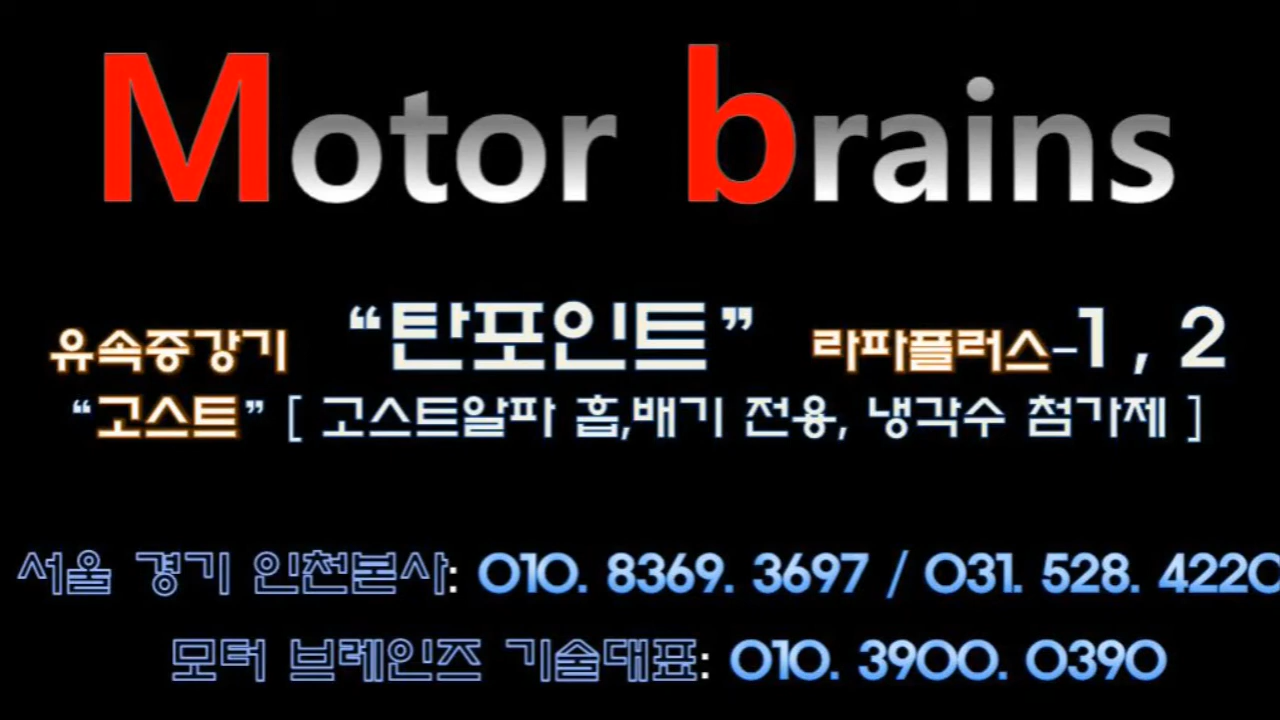 Motor brains
유속증강기 “탄포인트” 라파플러스-1 , 2
“고스트” [ 고스트알파 흡,배기 전용, 냉각수 첨가제 ]
서울 경기 인천본사: 010. 8369. 3697 / 031. 528. 4220
모터 브레인즈 기술대표: 010. 3900. 0390